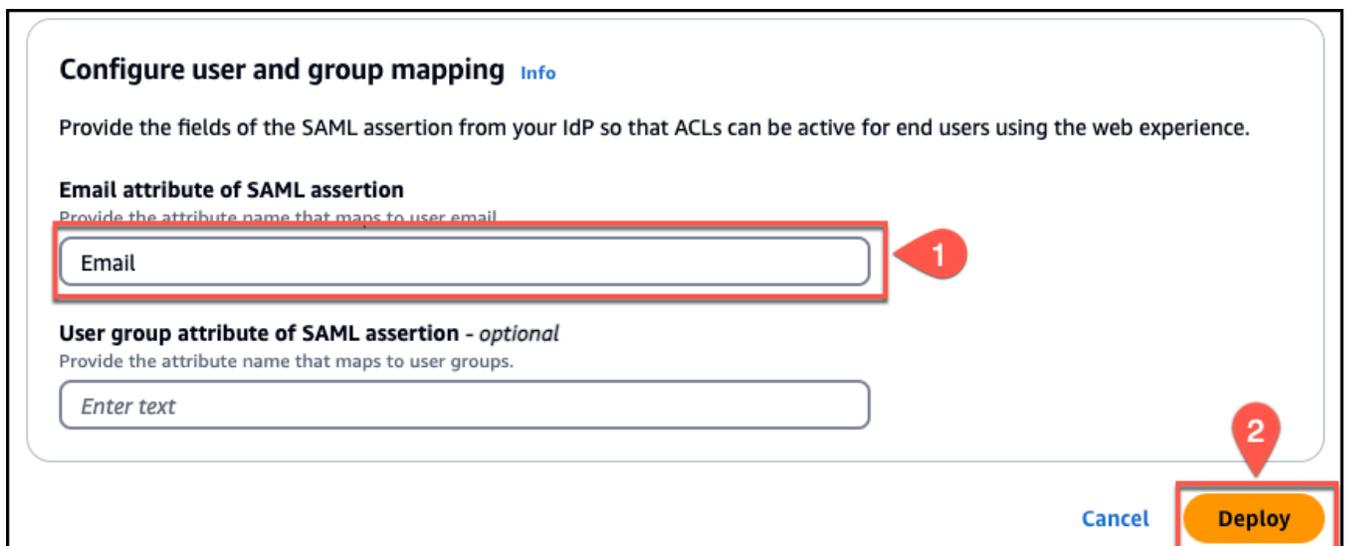 Configure user and group mapping Info
Provide the fields of the SAML assertion from your IdP so that ACLs can be active for end users using the web experience.
Email attribute of SAML assertion
Provide the attribute name that maps to user email
Email
1
User group attribute of SAML assertion - optional
Provide the attribute name that maps to user groups.
Enter text
2
Cancel
Deploy